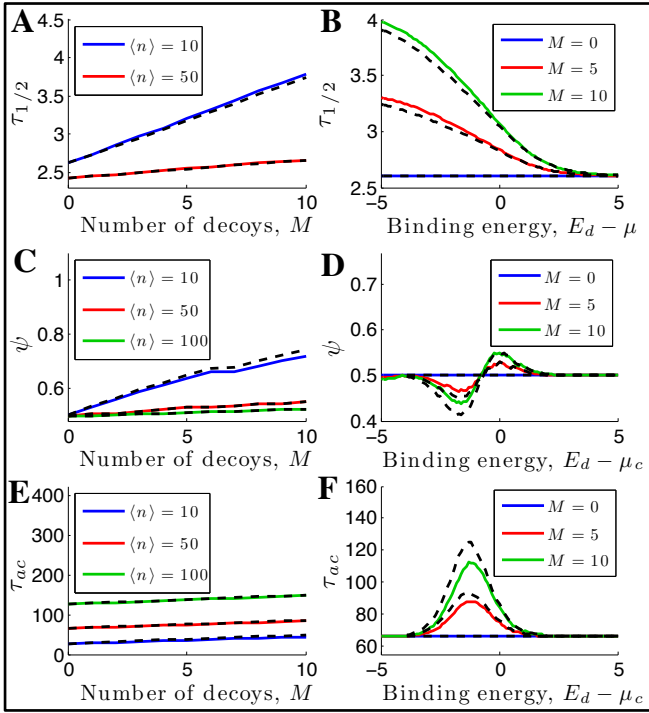 A
4.5
4
3.5
3
2.5
τ1/2
⟨n⟩ = 10
⟨n⟩ = 50
0
5
10
Number of decoys, M
B
4
3.5
3
2.5
τ1/2
M = 0
M = 5
M = 10
-5
0
5
Binding energy, Ed − μ
C
1
0.8
0.6
ψ
⟨n⟩ = 10
⟨n⟩ = 50
⟨n⟩ = 100
0
5
10
Number of decoys, M
D
0.7
0.6
0.5
0.4
ψ
M = 0
M = 5
M = 10
-5
0
5
Binding energy, Ed − μc
E
400
300
200
100
0
τac
⟨n⟩ = 10
⟨n⟩ = 50
⟨n⟩ = 100
0
5
10
Number of decoys, M
F
160
140
120
100
80
60
τac
M = 0
M = 5
M = 10
-5
0
5
Binding energy, Ed − μc